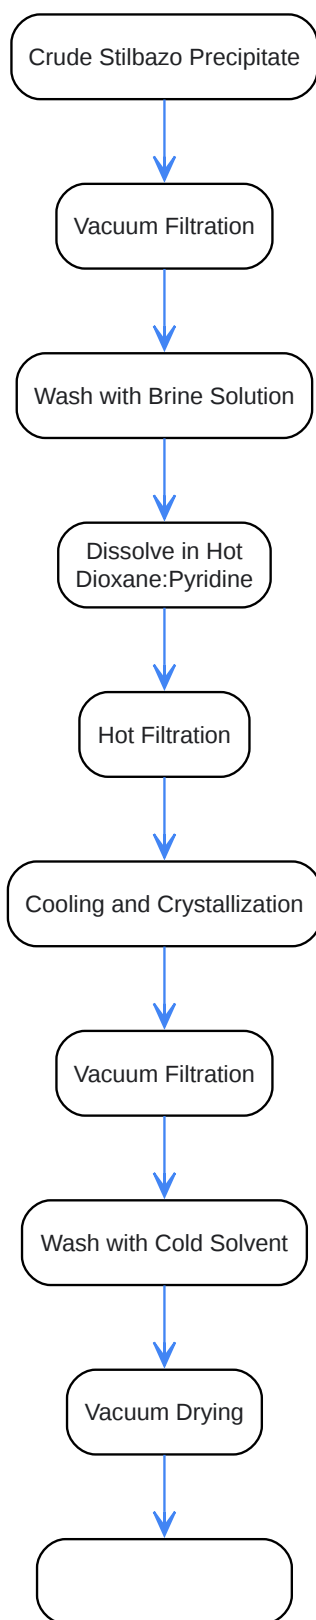 Crude Stilbazo Precipitate
Vacuum Filtration
Wash with Brine Solution
Dissolve in Hot
Dioxane:Pyridine
Hot Filtration
Cooling and Crystallization
Vacuum Filtration
Wash with Cold Solvent
Vacuum Drying